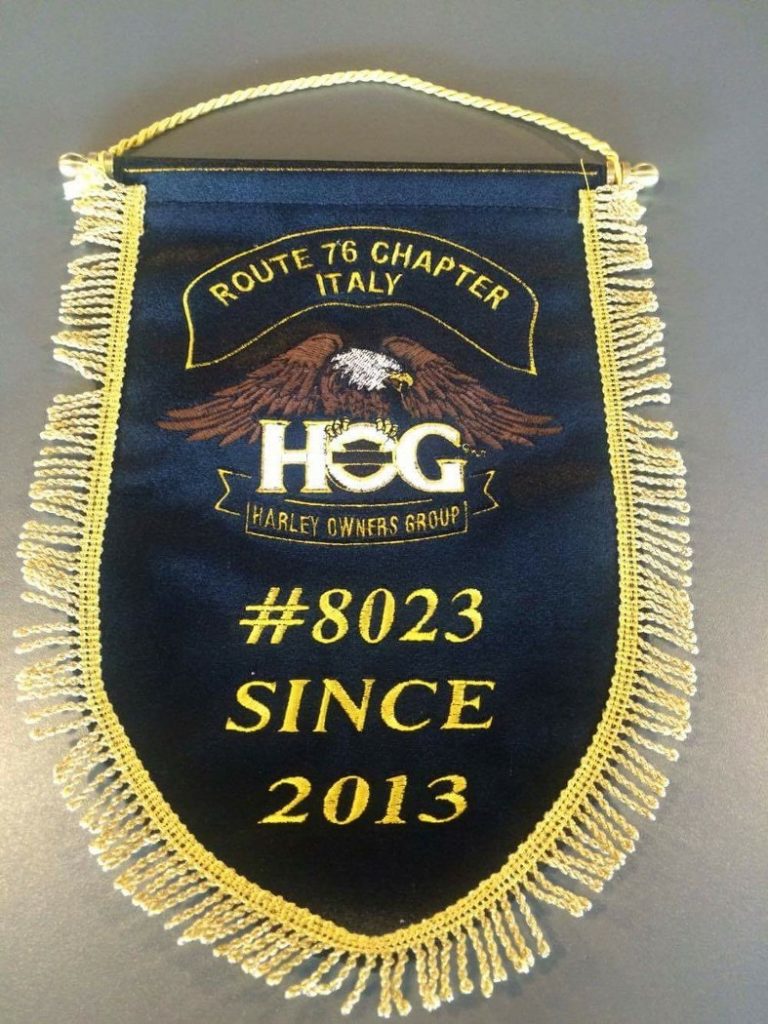 ROUTE 76 CHAPTER
ITALY
HOG
HARLEY OWNERS GROUP
#8023
SINCE
2013